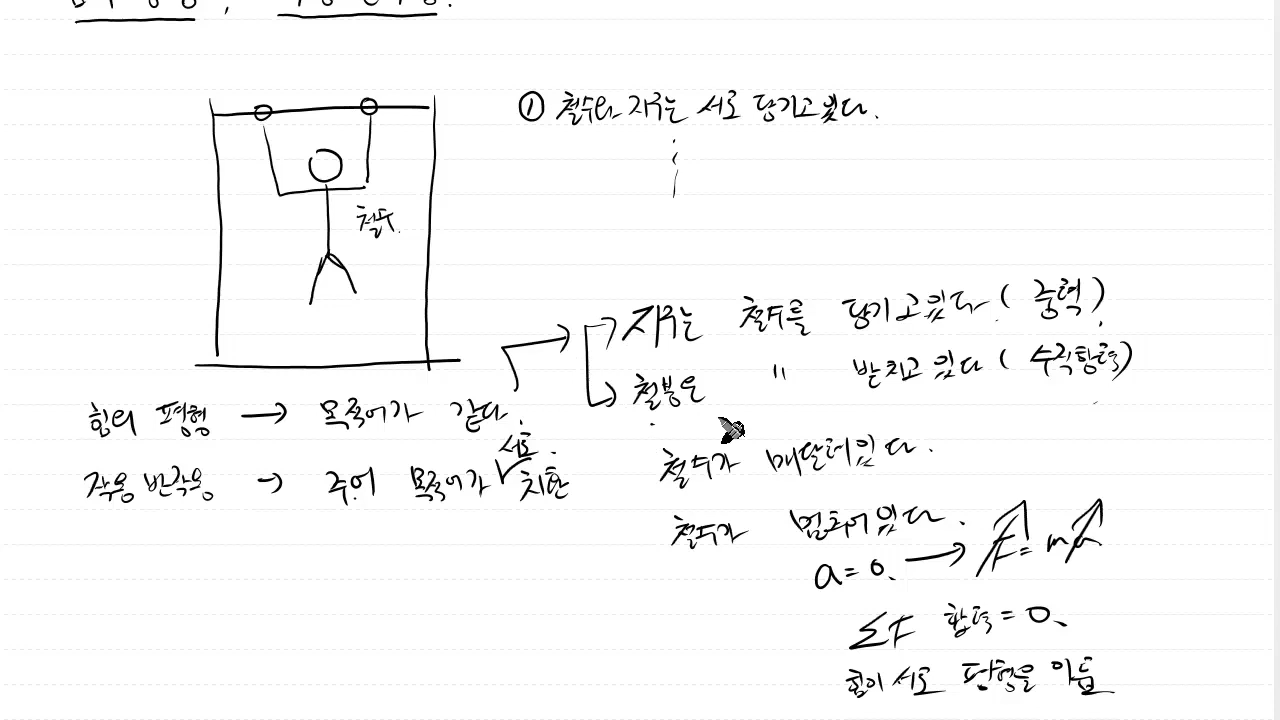 ① 철수와 지구는 서로 당기고 있다.
철수.
지구는 철수를 당기고 있다 (중력).
철봉은 〃 받치고 있다 (수직항력)
힘의 평형 → 목적어가 같다.
서로.
작용 반작용 → 주어 목적어가 치환
철수가 매달려있다.
철수가 멈춰있다.
a = 0. → F = ma
ΣF 합력 = 0.
힘이 서로 평형을 이룸